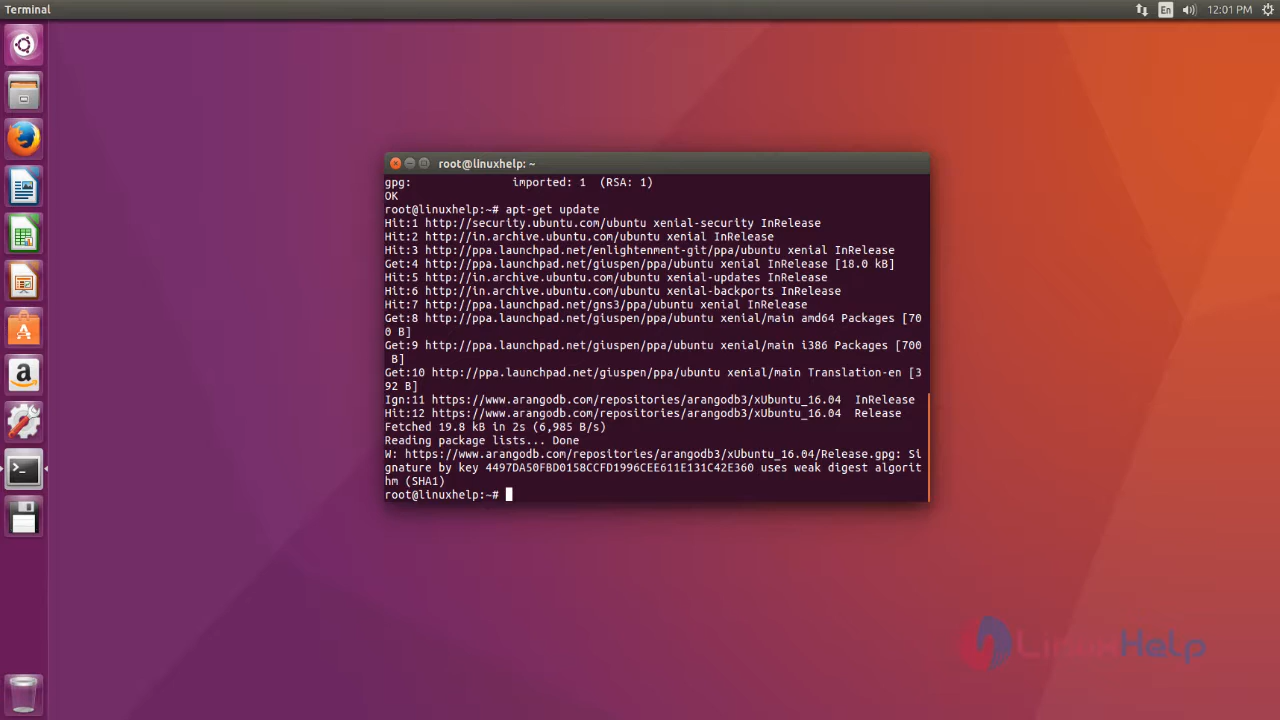 Terminal
En
12:01 PM
root@linuxhelp: ~
gpg:               imported: 1  (RSA: 1)
OK
root@linuxhelp:~# apt-get update
Hit:1 http://security.ubuntu.com/ubuntu xenial-security InRelease
Hit:2 http://in.archive.ubuntu.com/ubuntu xenial InRelease
Hit:3 http://ppa.launchpad.net/enlightenment-git/ppa/ubuntu xenial InRelease
Get:4 http://ppa.launchpad.net/giuspen/ppa/ubuntu xenial InRelease [18.0 kB]
Hit:5 http://in.archive.ubuntu.com/ubuntu xenial-updates InRelease
Hit:6 http://in.archive.ubuntu.com/ubuntu xenial-backports InRelease
Hit:7 http://ppa.launchpad.net/gns3/ppa/ubuntu xenial InRelease
Get:8 http://ppa.launchpad.net/giuspen/ppa/ubuntu xenial/main amd64 Packages [70
0 B]
Get:9 http://ppa.launchpad.net/giuspen/ppa/ubuntu xenial/main i386 Packages [700
 B]
Get:10 http://ppa.launchpad.net/giuspen/ppa/ubuntu xenial/main Translation-en [3
92 B]
Ign:11 https://www.arangodb.com/repositories/arangodb3/xUbuntu_16.04  InRelease
Hit:12 https://www.arangodb.com/repositories/arangodb3/xUbuntu_16.04  Release
Fetched 19.8 kB in 2s (6,985 B/s)
Reading package lists... Done
W: https://www.arangodb.com/repositories/arangodb3/xUbuntu_16.04/Release.gpg: Si
gnature by key 4497DA50FBD0158CCFD1996CEE611E131C42E360 uses weak digest algorit
hm (SHA1)
root@linuxhelp:~#
LinuxHelp